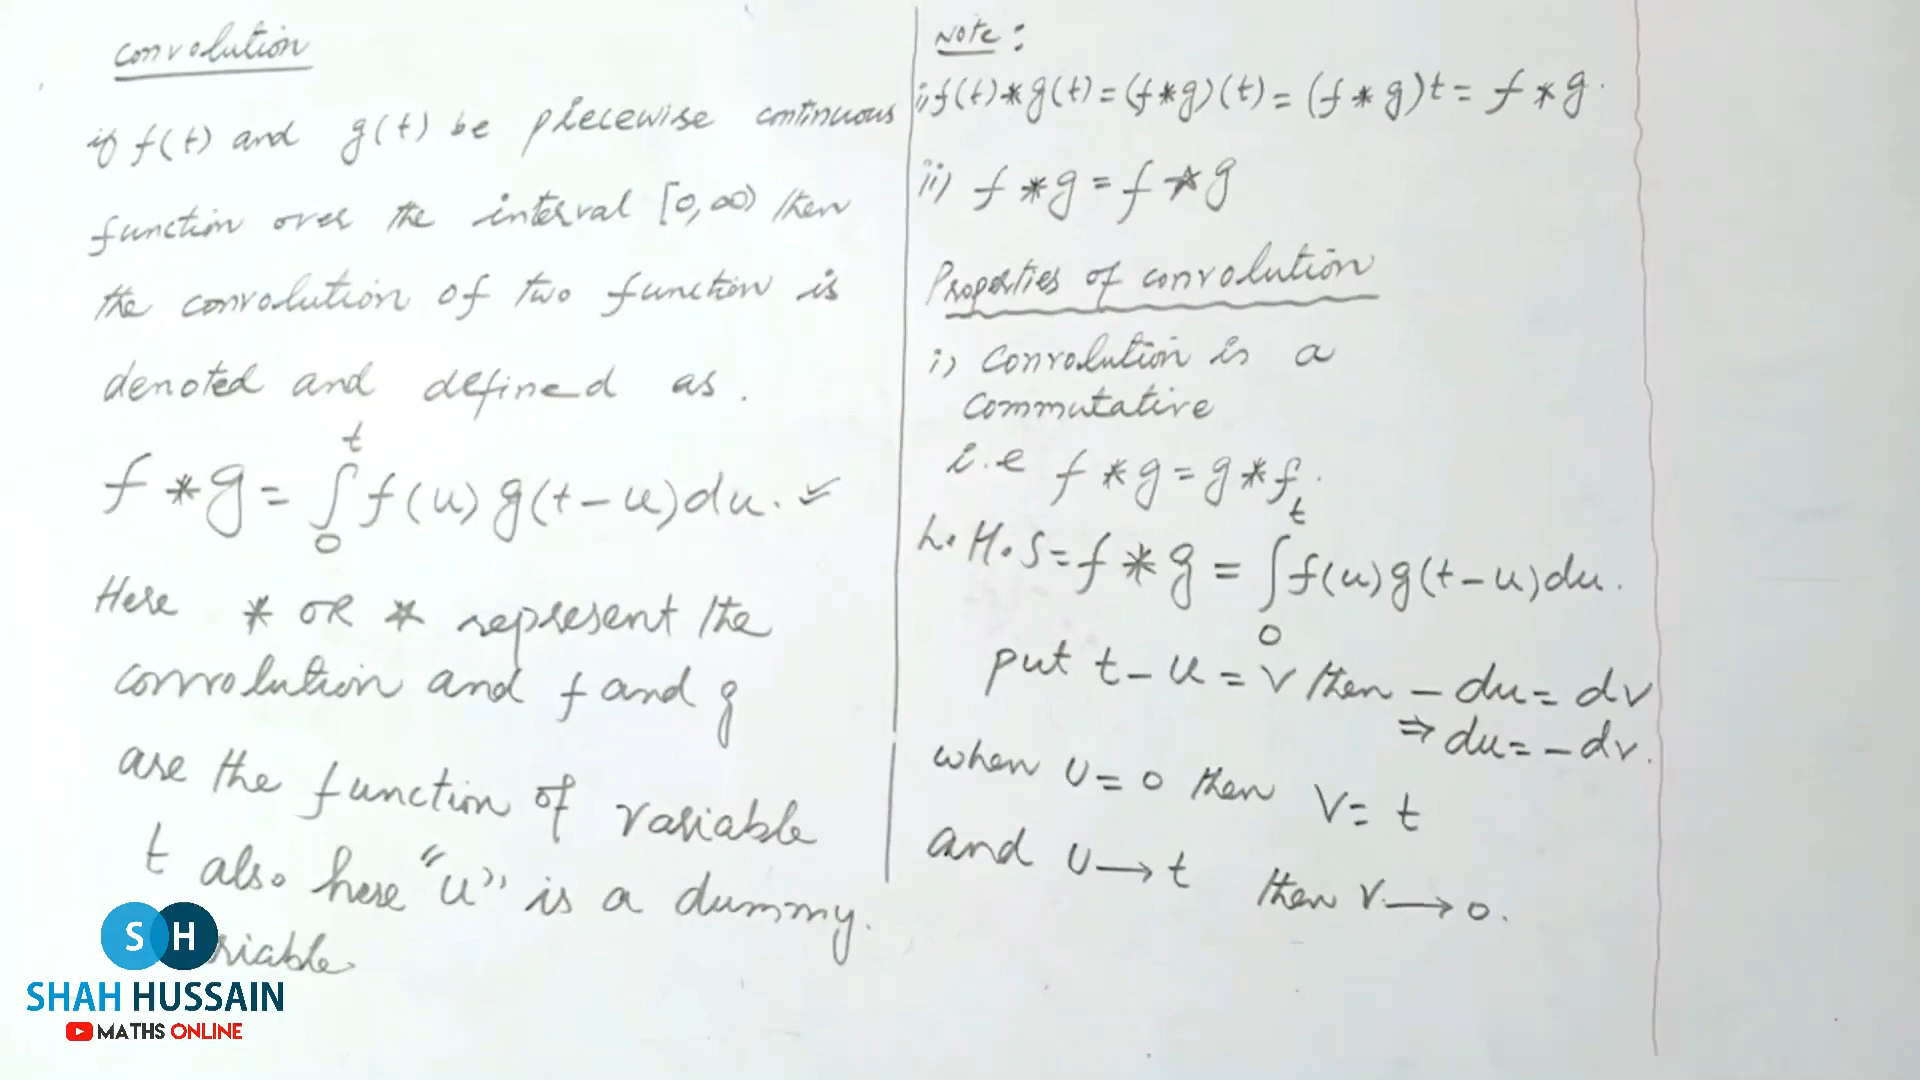 convolution
if f(t) and g(t) be piecewise continuous
function over the interval [0,∞) then
the convolution of two function is
denoted and defined as.
f*g = ∫₀ᵗ f(u) g(t-u)du. ✓
Here * OR ★ represent the
convolution and f and g
are the function of variable
t also here "u" is a dummy.
riable
SH
SHAH HUSSAIN
MATHS ONLINE
Note:
i) f(t)*g(t) = (f*g)(t) = (f*g)t = f★g.
ii) f*g = f★g
Properties of convolution
i) Convolution is a
Commutative
i.e f*g = g*f.
L.H.S = f*g = ∫₀ᵗ f(u)g(t-u)du.
put t-u = v then -du = dv
⇒ du = -dv.
when u = 0 then v = t
and u → t then v → 0.